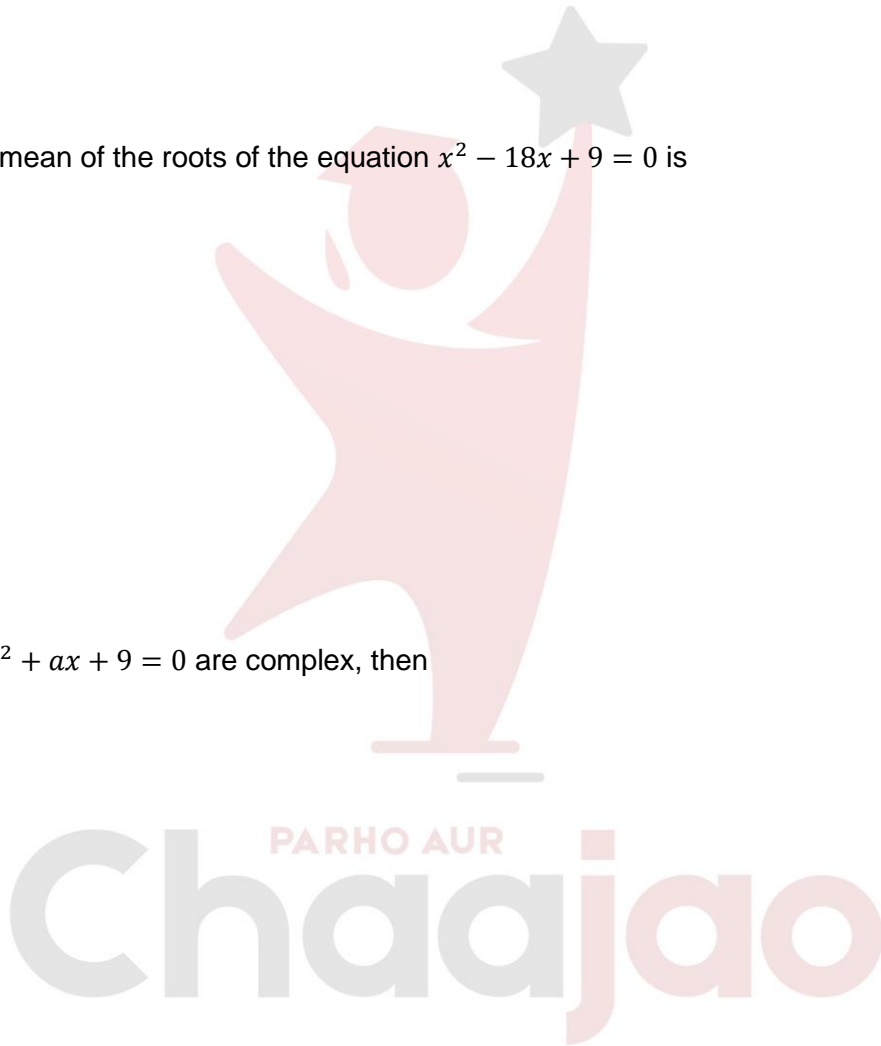 mean of the roots of the equation 𝑥² − 18𝑥 + 9 = 0 is
² + 𝑎𝑥 + 9 = 0 are complex, then
PARHO AUR
Chaajao